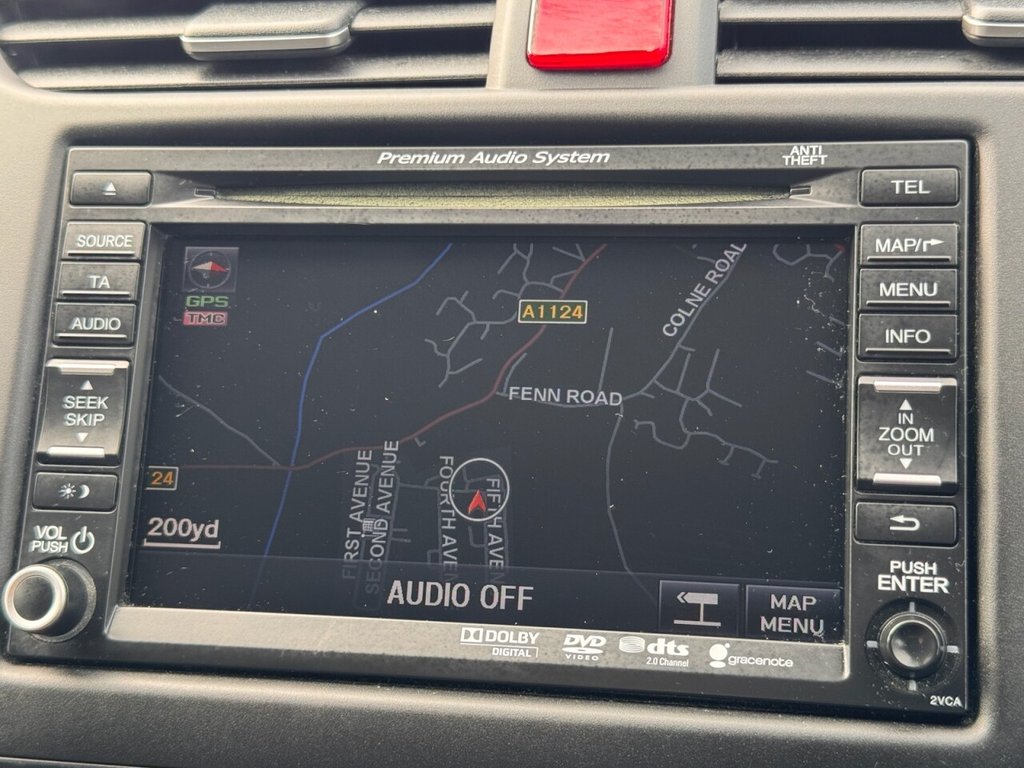 Premium Audio System
ANTI
THEFT
TEL
SOURCE
TA
AUDIO
SEEK
SKIP
VOL
PUSH
MAP/
MENU
INFO
IN
ZOOM
OUT
PUSH
ENTER
2VCA
GPS
TMC
A1124
COLNE ROAD
FENN ROAD
24
200yd
FIRST AVENUE
SECOND AVENUE
FOURTH AVEN
FIFTH AVEN
AUDIO OFF
MAP
MENU
DOLBY
DIGITAL
DVD
VIDEO
dts
2.0 Channel
gracenote